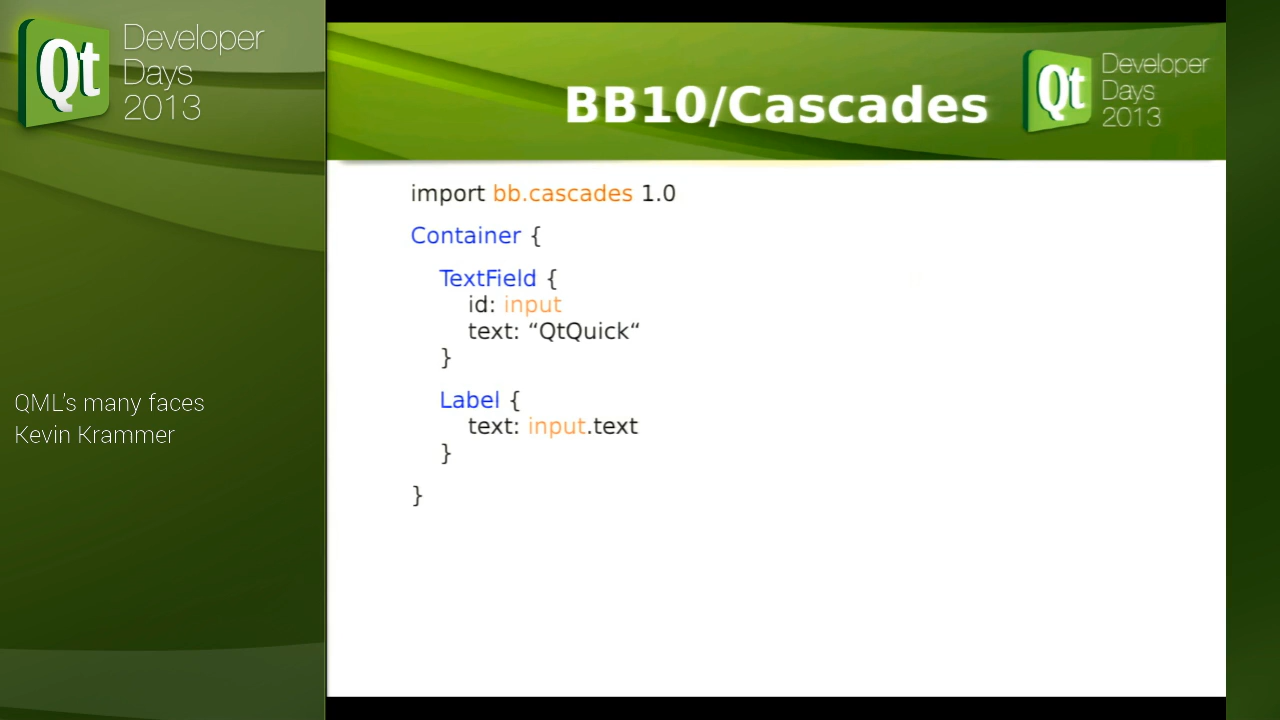 Qt Developer
Days
2013
QML's many faces
Kevin Krammer
BB10/Cascades
Qt Developer
Days
2013
import bb.cascades 1.0
Container {
TextField {
id: input
text: “QtQuick“
}
Label {
text: input.text
}
}